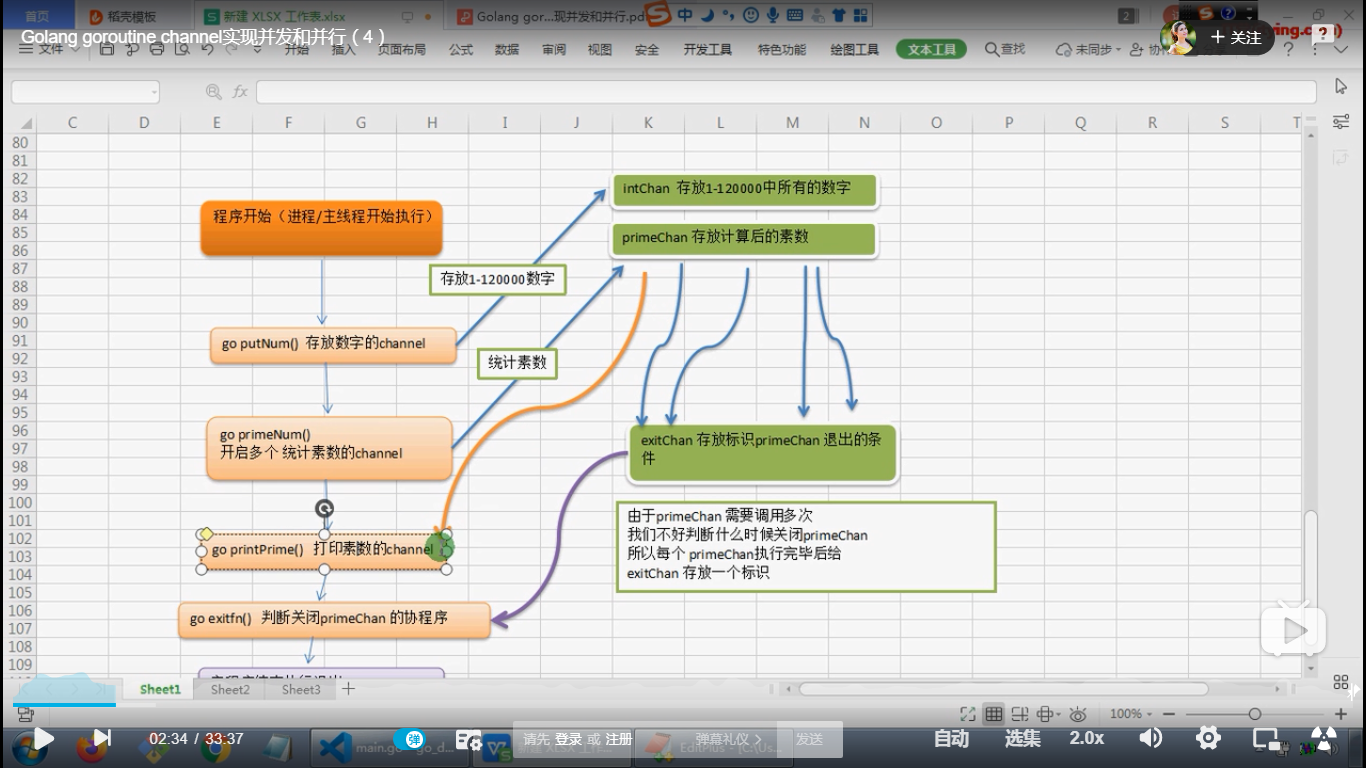 首页
稻壳模板
新建 XLSX 工作表.xlsx
Golang gor...现并发和并行.pdf
中
2
Golang goroutine channel实现并发和并行（4）
+ 关注
文件
开始
插入
页面布局
公式
数据
审阅
视图
安全
开发工具
特色功能
绘图工具
文本工具
查找
未同步
fx
C D E F G H I J K L M N O P Q R S T
80
81
82
83
84
85
86
87
88
89
90
91
92
93
94
95
96
97
98
99
100
101
102
103
104
105
106
107
108
109
程序开始（进程/主线程开始执行）
intChan 存放1-120000中所有的数字
primeChan 存放计算后的素数
存放1-120000数字
go putNum() 存放数字的channel
统计素数
go primeNum()
开启多个 统计素数的channel
exitChan 存放标识primeChan 退出的条
件
由于primeChan 需要调用多次
我们不好判断什么时候关闭primeChan
所以每个 primeChan执行完毕后给
exitChan 存放一个标识
go printPrime() 打印素数的channel
go exitfn() 判断关闭primeChan 的协程序
Sheet1
Sheet2
Sheet3
100%
02:34 / 33:37
弹
请先 登录 或 注册
弹幕礼仪 >
发送
自动
选集
2.0x